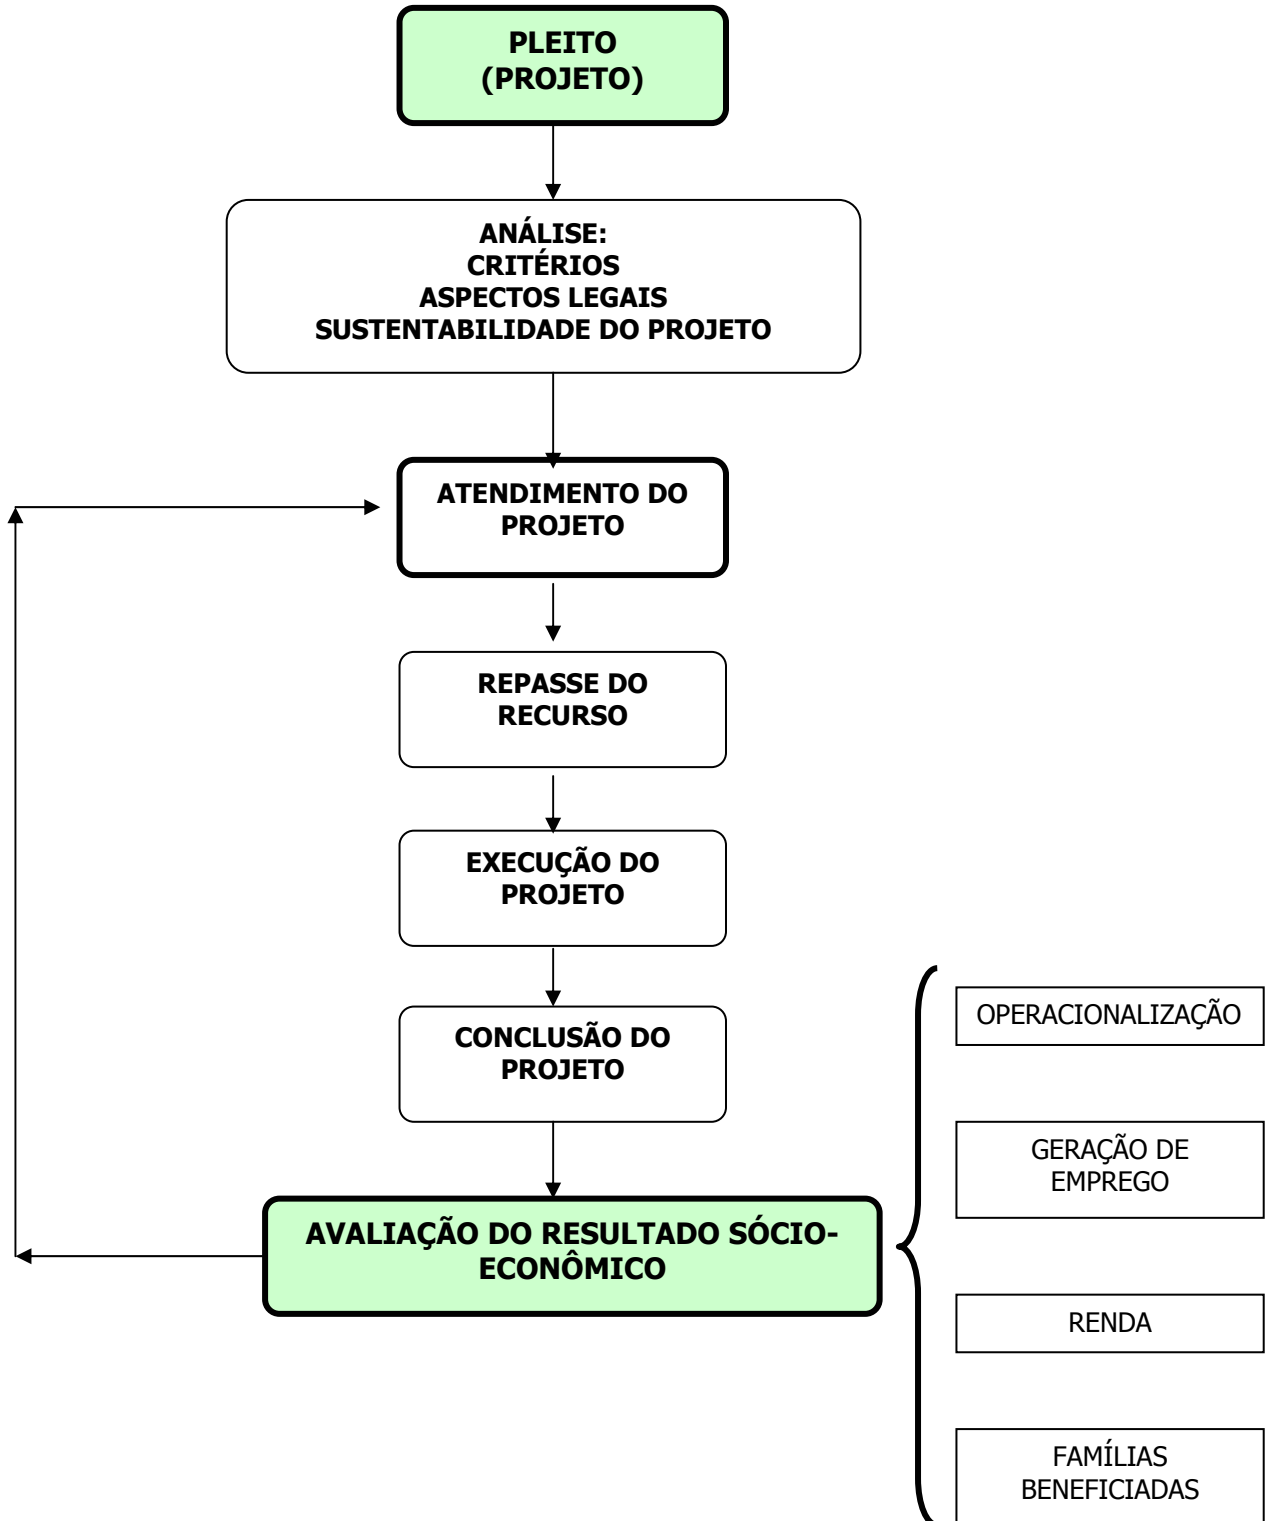 PLEITO
(PROJETO)
ANÁLISE:
CRITÉRIOS
ASPECTOS LEGAIS
SUSTENTABILIDADE DO PROJETO
ATENDIMENTO DO
PROJETO
REPASSE DO
RECURSO
EXECUÇÃO DO
PROJETO
CONCLUSÃO DO
PROJETO
AVALIAÇÃO DO RESULTADO SÓCIO-
ECONÔMICO
OPERACIONALIZAÇÃO
GERAÇÃO DE
EMPREGO
RENDA
FAMÍLIAS
BENEFICIADAS